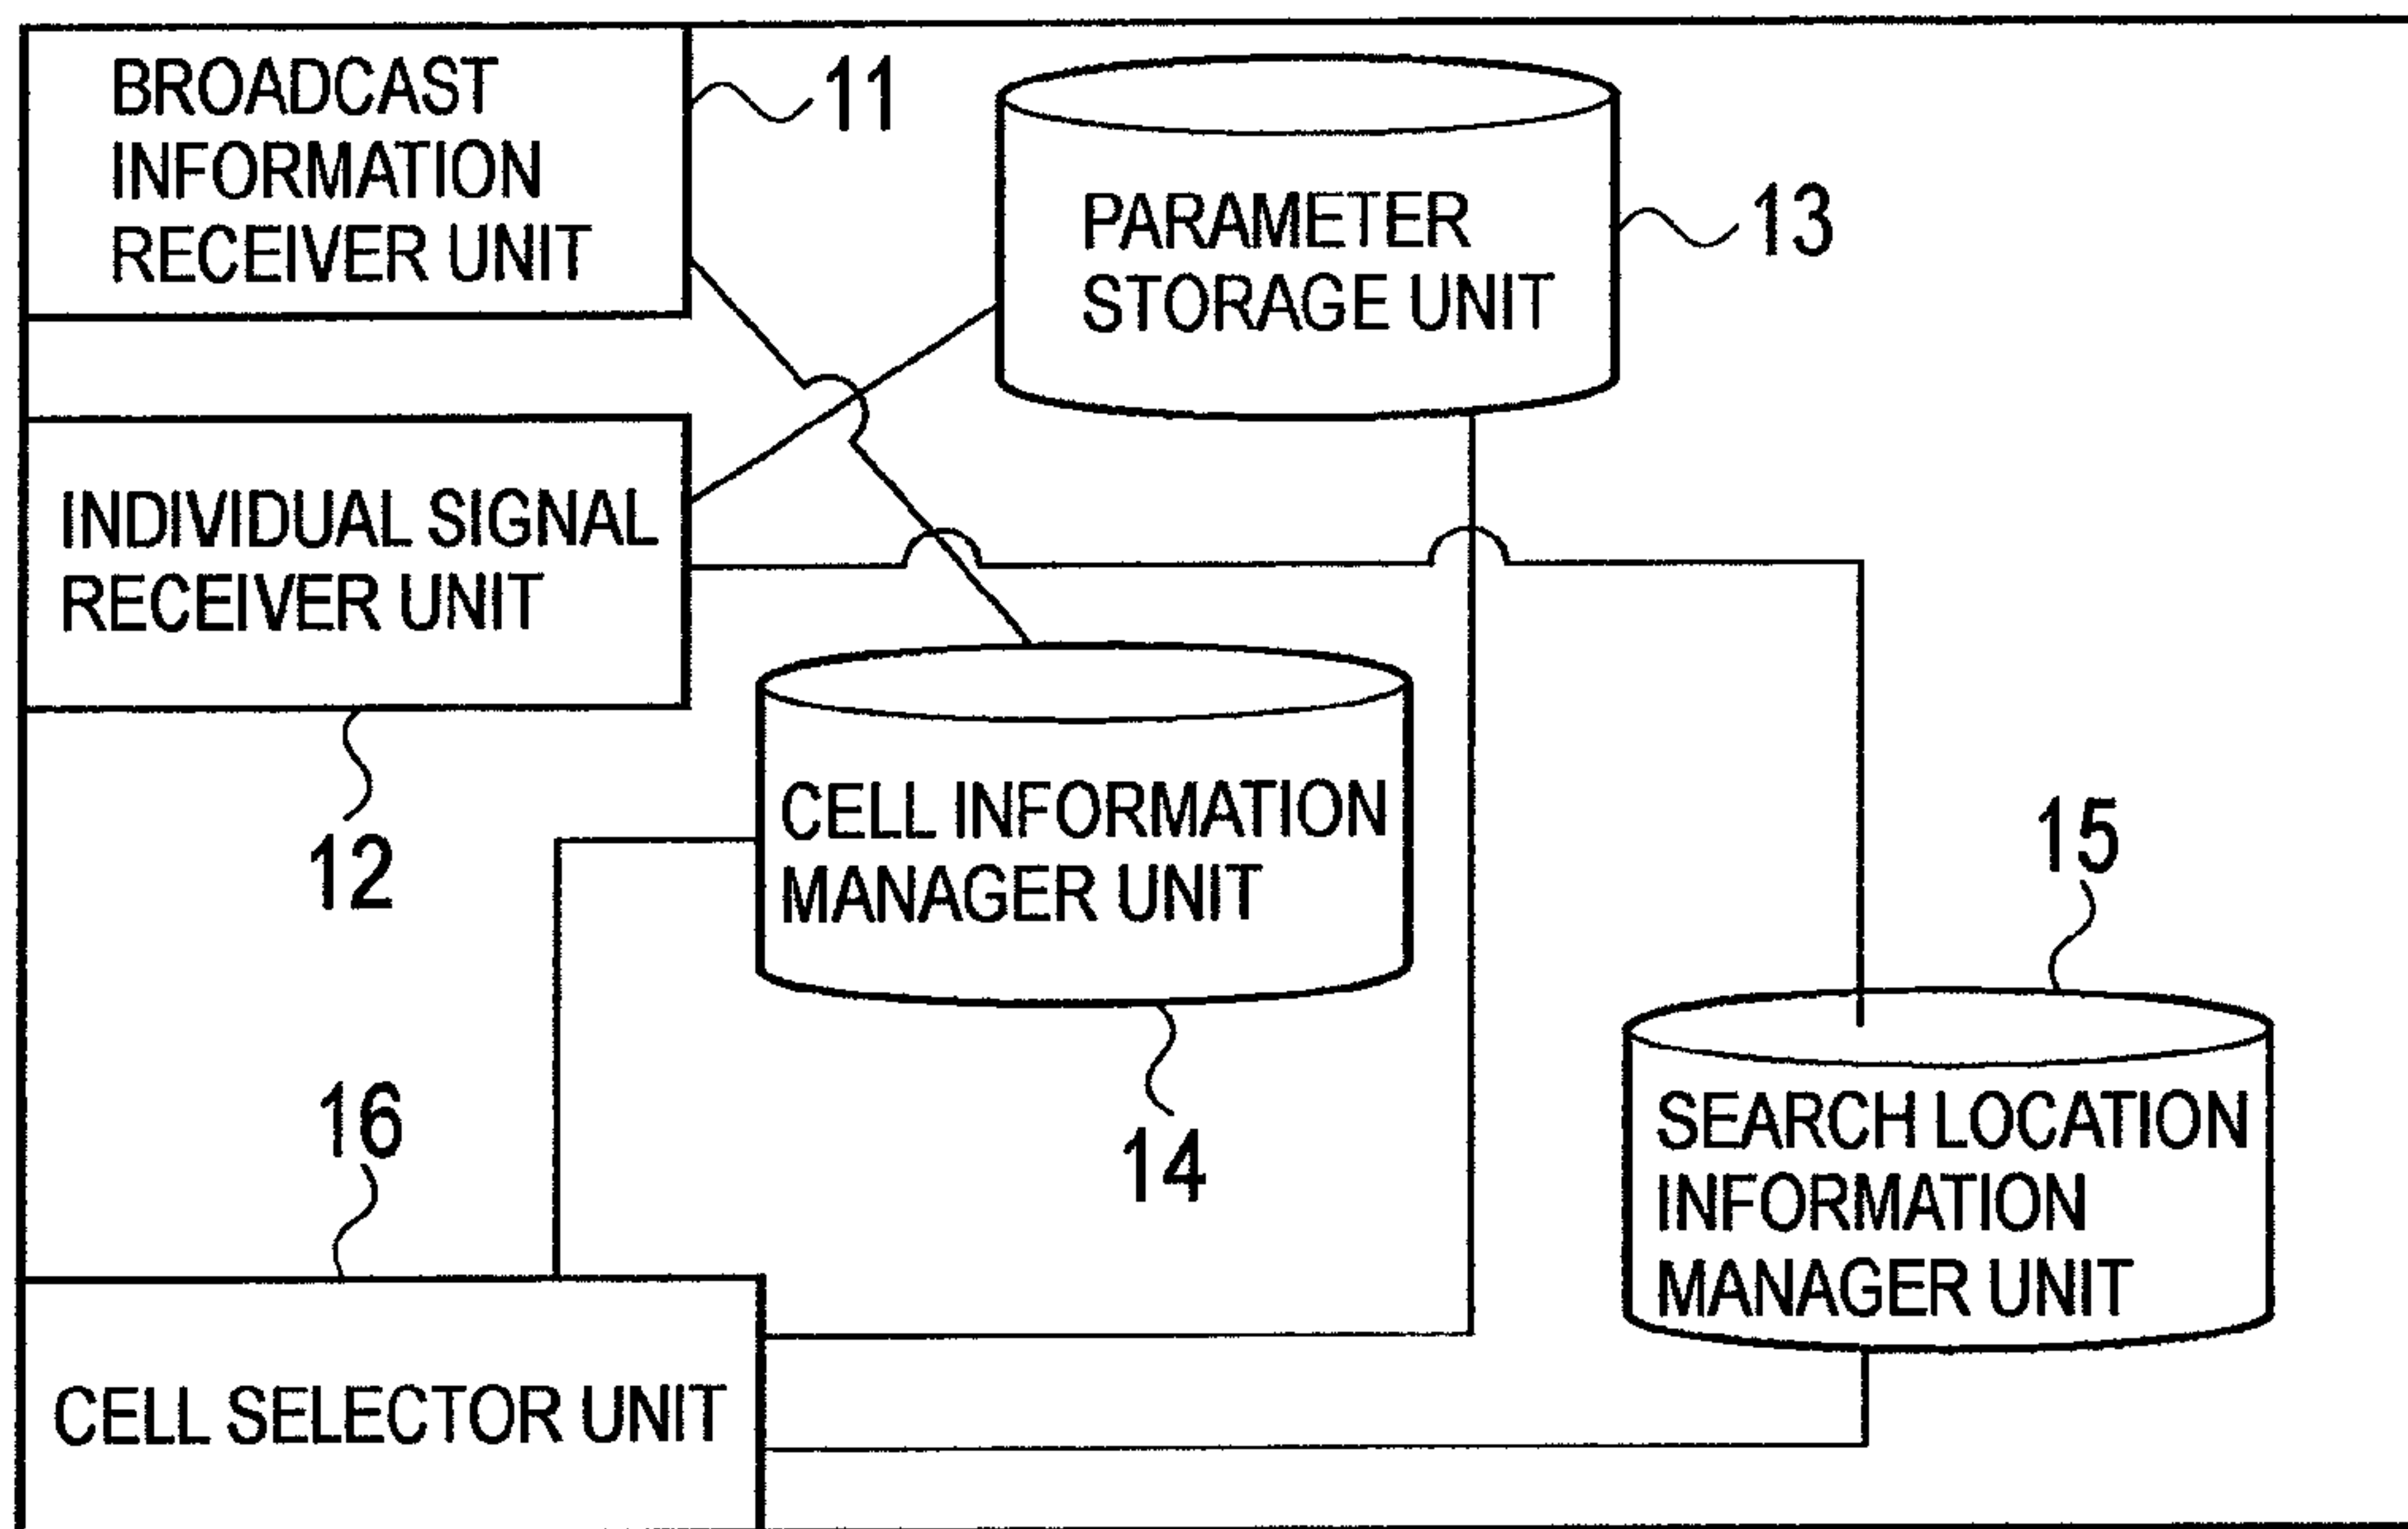 BROADCAST
INFORMATION
RECEIVER UNIT
11
PARAMETER
STORAGE UNIT
13
INDIVIDUAL SIGNAL
RECEIVER UNIT
12
CELL INFORMATION
MANAGER UNIT
14
15
SEARCH LOCATION
INFORMATION
MANAGER UNIT
16
CELL SELECTOR UNIT